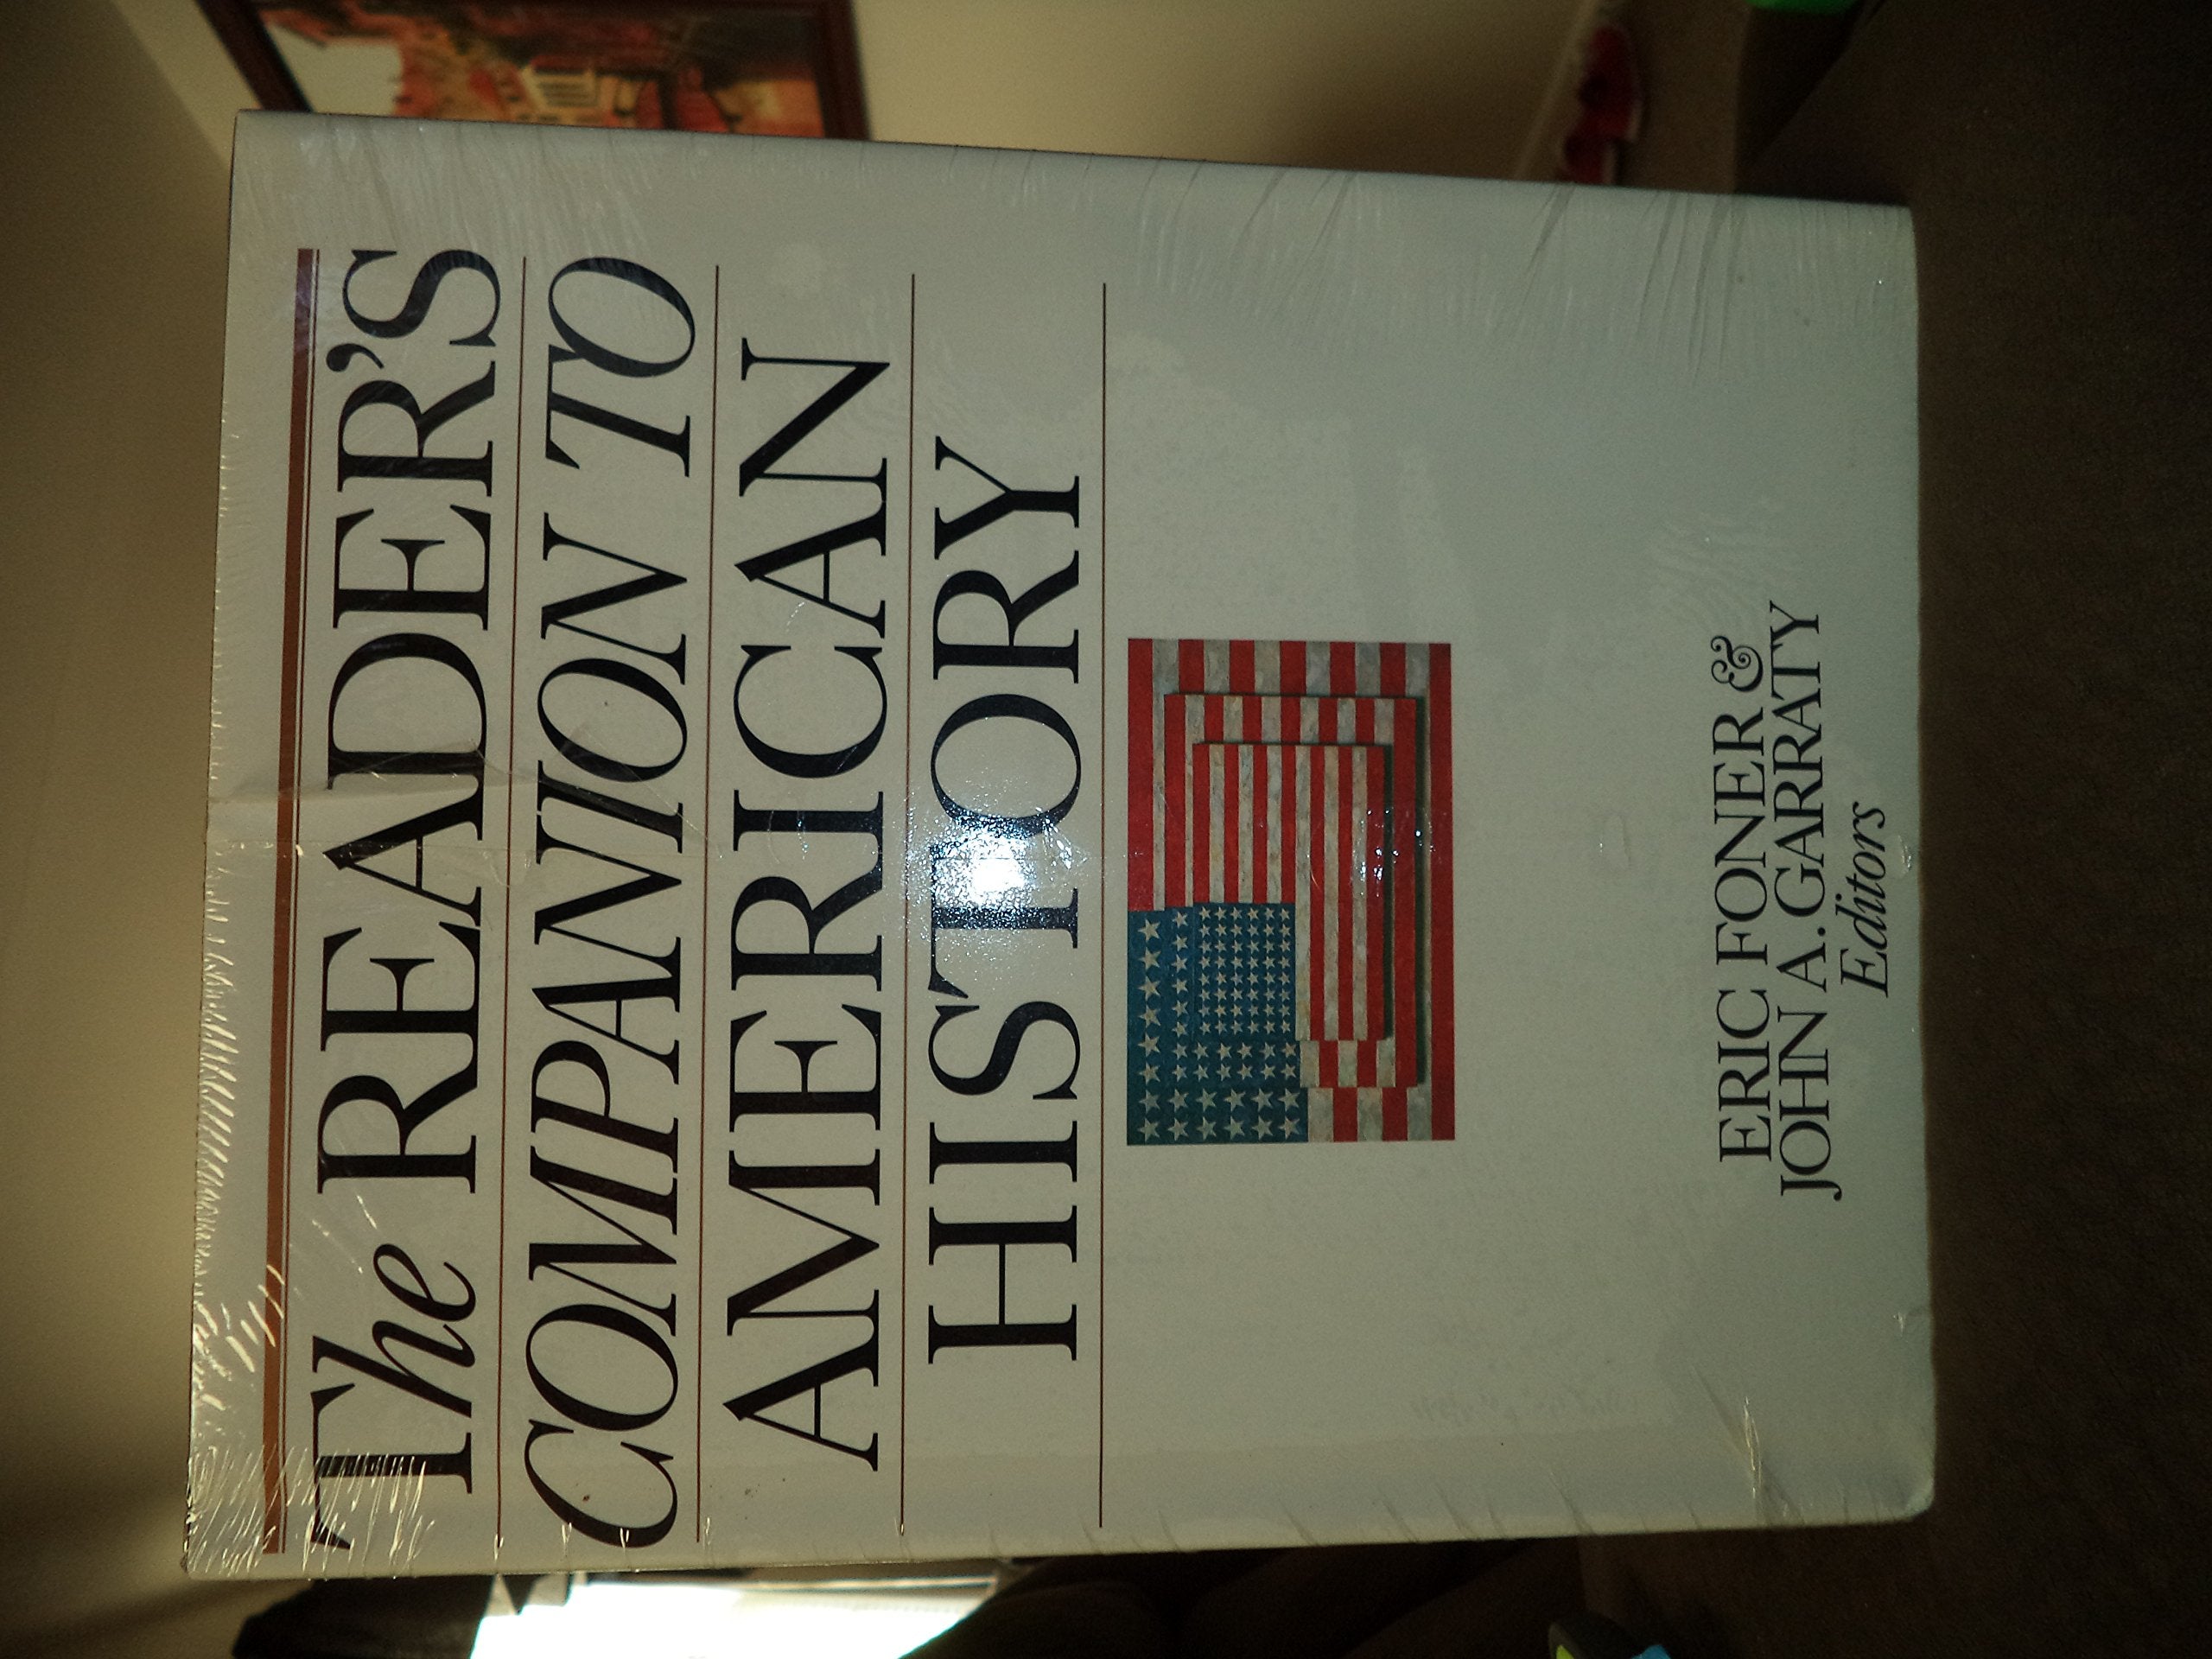 The READER'S
COMPANION TO
AMERICAN
HISTORY
ERIC FONER &
JOHN A. GARRATY
Editors